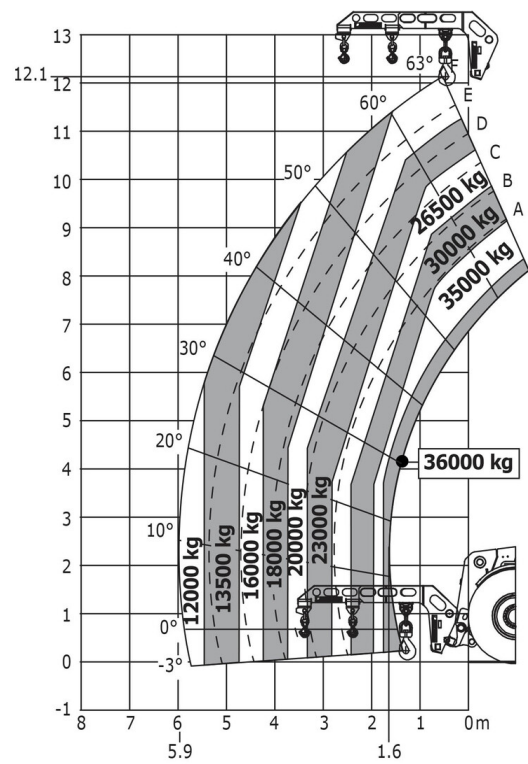 13
12.1
12
11
10
9
8
7
6
5
4
3
2
1
0
-1
63°
F
60°
E
D
50°
C
B
A
40°
30°
20°
10°
0°
-3°
26500 kg
30000 kg
35000 kg
36000 kg
12000 kg
13500 kg
16000 kg
18000 kg
20000 kg
23000 kg
8 7 6 5 4 3 2 1 0 m
5.9 1.6